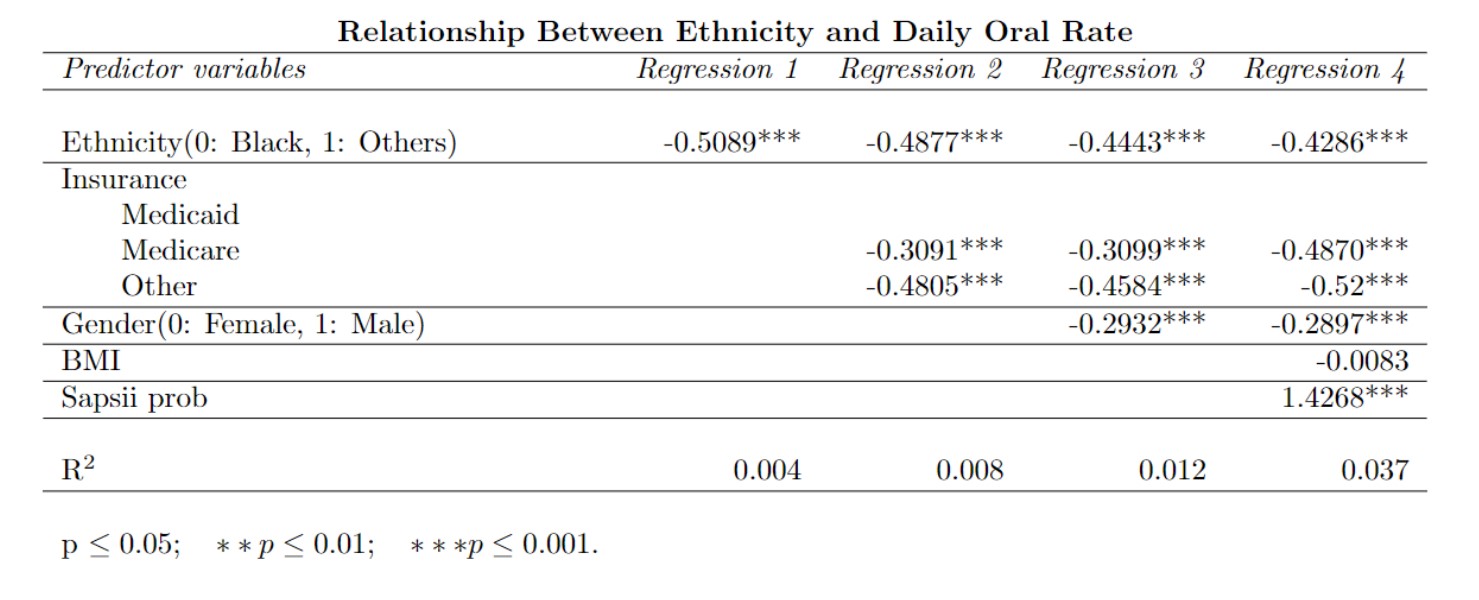 Relationship Between Ethnicity and Daily Oral Rate
Predictor variables Regression 1 Regression 2 Regression 3 Regression 4
Ethnicity(0: Black, 1: Others) -0.5089*** -0.4877*** -0.4443*** -0.4286***
Insurance
Medicaid
Medicare -0.3091*** -0.3099*** -0.4870***
Other -0.4805*** -0.4584*** -0.52***
Gender(0: Female, 1: Male) -0.2932*** -0.2897***
BMI -0.0083
Sapsii prob 1.4268***
R² 0.004 0.008 0.012 0.037
p ≤ 0.05; ∗ ∗ p ≤ 0.01; ∗ ∗ ∗p ≤ 0.001.